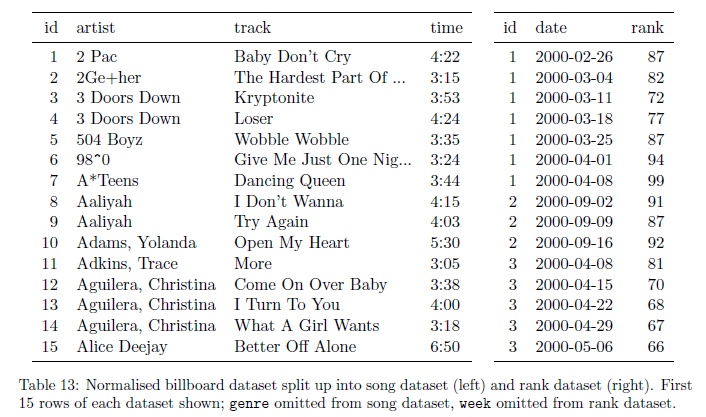 id artist track time id date rank
1 2 Pac Baby Don't Cry 4:22 1 2000-02-26 87
2 2Ge+her The Hardest Part Of ... 3:15 1 2000-03-04 82
3 3 Doors Down Kryptonite 3:53 1 2000-03-11 72
4 3 Doors Down Loser 4:24 1 2000-03-18 77
5 504 Boyz Wobble Wobble 3:35 1 2000-03-25 87
6 98^0 Give Me Just One Nig... 3:24 1 2000-04-01 94
7 A*Teens Dancing Queen 3:44 1 2000-04-08 99
8 Aaliyah I Don't Wanna 4:15 2 2000-09-02 91
9 Aaliyah Try Again 4:03 2 2000-09-09 87
10 Adams, Yolanda Open My Heart 5:30 2 2000-09-16 92
11 Adkins, Trace More 3:05 3 2000-04-08 81
12 Aguilera, Christina Come On Over Baby 3:38 3 2000-04-15 70
13 Aguilera, Christina I Turn To You 4:00 3 2000-04-22 68
14 Aguilera, Christina What A Girl Wants 3:18 3 2000-04-29 67
15 Alice Deejay Better Off Alone 6:50 3 2000-05-06 66
Table 13: Normalised billboard dataset split up into song dataset (left) and rank dataset (right). First
15 rows of each dataset shown; genre omitted from song dataset, week omitted from rank dataset.